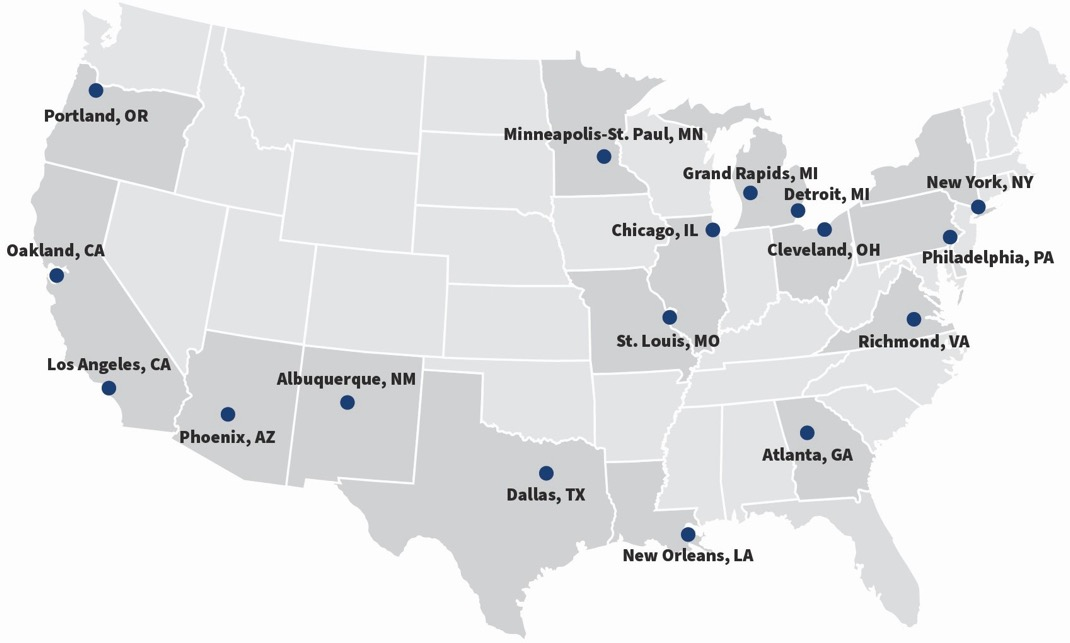 Portland, OR
Minneapolis-St. Paul, MN
Grand Rapids, MI
New York, NY
Detroit, MI
Chicago, IL
Oakland, CA
Cleveland, OH
Philadelphia, PA
St. Louis, MO
Richmond, VA
Los Angeles, CA
Albuquerque, NM
Phoenix, AZ
Atlanta, GA
Dallas, TX
New Orleans, LA